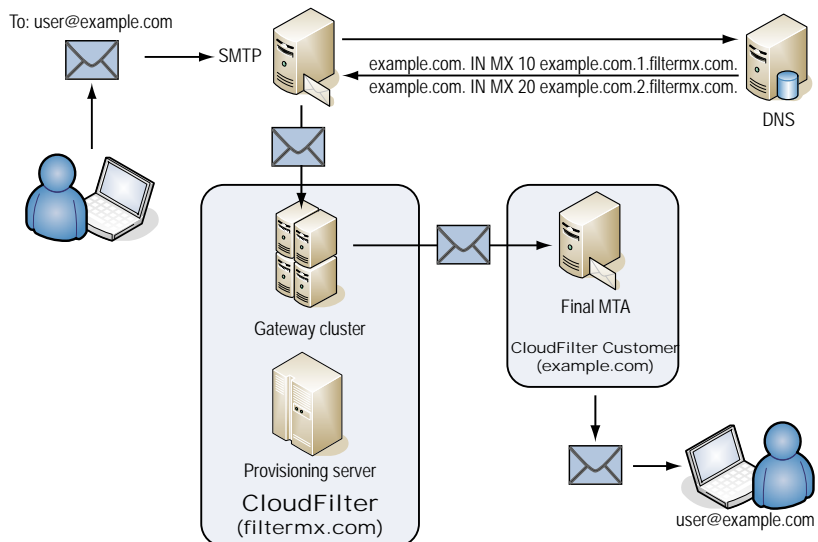 To: user@example.com
SMTP
example.com. IN MX 10 example.com.1.filtermx.com.
example.com. IN MX 20 example.com.2.filtermx.com.
DNS
Gateway cluster
Final MTA
CloudFilter Customer
(example.com)
Provisioning server
CloudFilter
(filtermx.com)
user@example.com